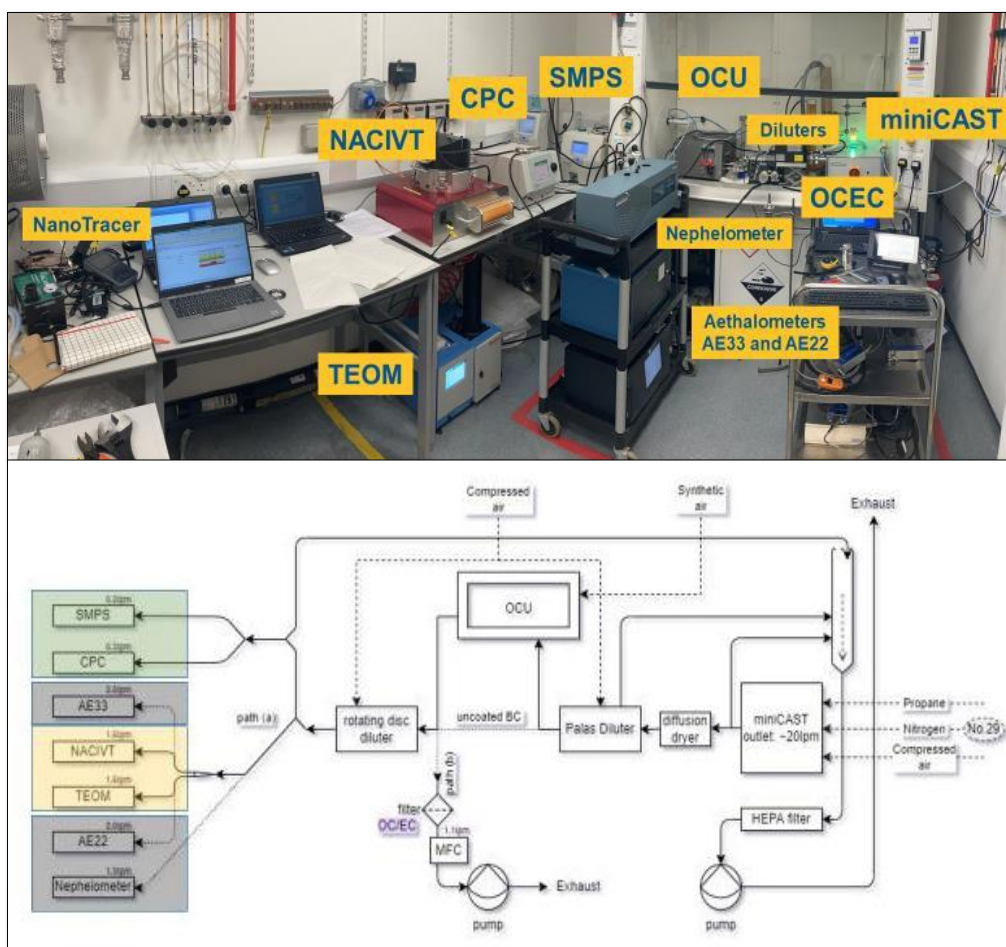 SMPS
OCU
CPC
Diluters
miniCAST
NACIVT
OCEC
NanoTracer
Nephelometer
CORROSIVE
Aethalometers
AE33 and AE22
TEOM
Compressed
air
Synthetic
air
Exhaust
SMPS
CPC
OCU
AE33
NACIVT
TEOM
AE22
Nephelometer
path (a)
rotating disc
diluter
uncoated BC
Palas Diluter
diffusion
dryer
miniCAST
outlet: ~20lpm
Propane
Nitrogen
No.29
Compressed
air
path (b)
filter
OC/EC
1.1lpm
MFC
pump
Exhaust
HEPA filter
pump